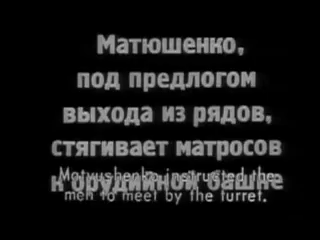 Матюшенко,
под предлогом
выхода из рядов,
стягивает матросов
к орудийной башне
Matyushenko instructed the
men to meet by the turret.